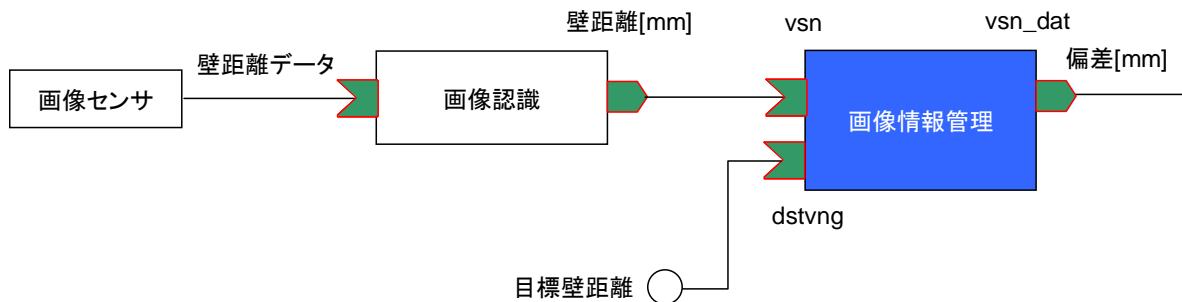 壁距離[mm]
vsn
vsn_dat
壁距離データ
偏差[mm]
画像センサ
画像認識
画像情報管理
dstvng
目標壁距離